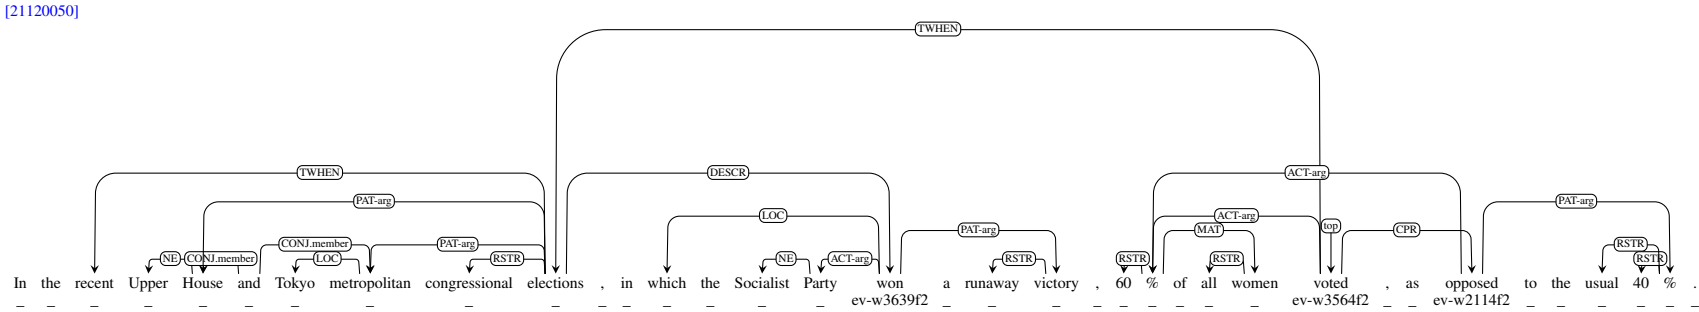 [21120050]
TWHEN
TWHEN DESCR ACT-arg
PAT-arg PAT-arg
LOC ACT-arg
PAT-arg MAT top CPR
CONJ.member PAT-arg
NE CONJ.member LOC RSTR NE ACT-arg RSTR RSTR RSTR RSTR RSTR
In the recent Upper House and Tokyo metropolitan congressional elections , in which the Socialist Party won a runaway victory , 60 % of all women voted , as opposed to the usual 40 % .
_ _ _ _ _ _ _ _ _ _ _ _ _ _ _ _ ev-w3639f2 _ _ _ _ _ _ _ _ _ ev-w3564f2 _ _ ev-w2114f2 _ _ _ _ _ _